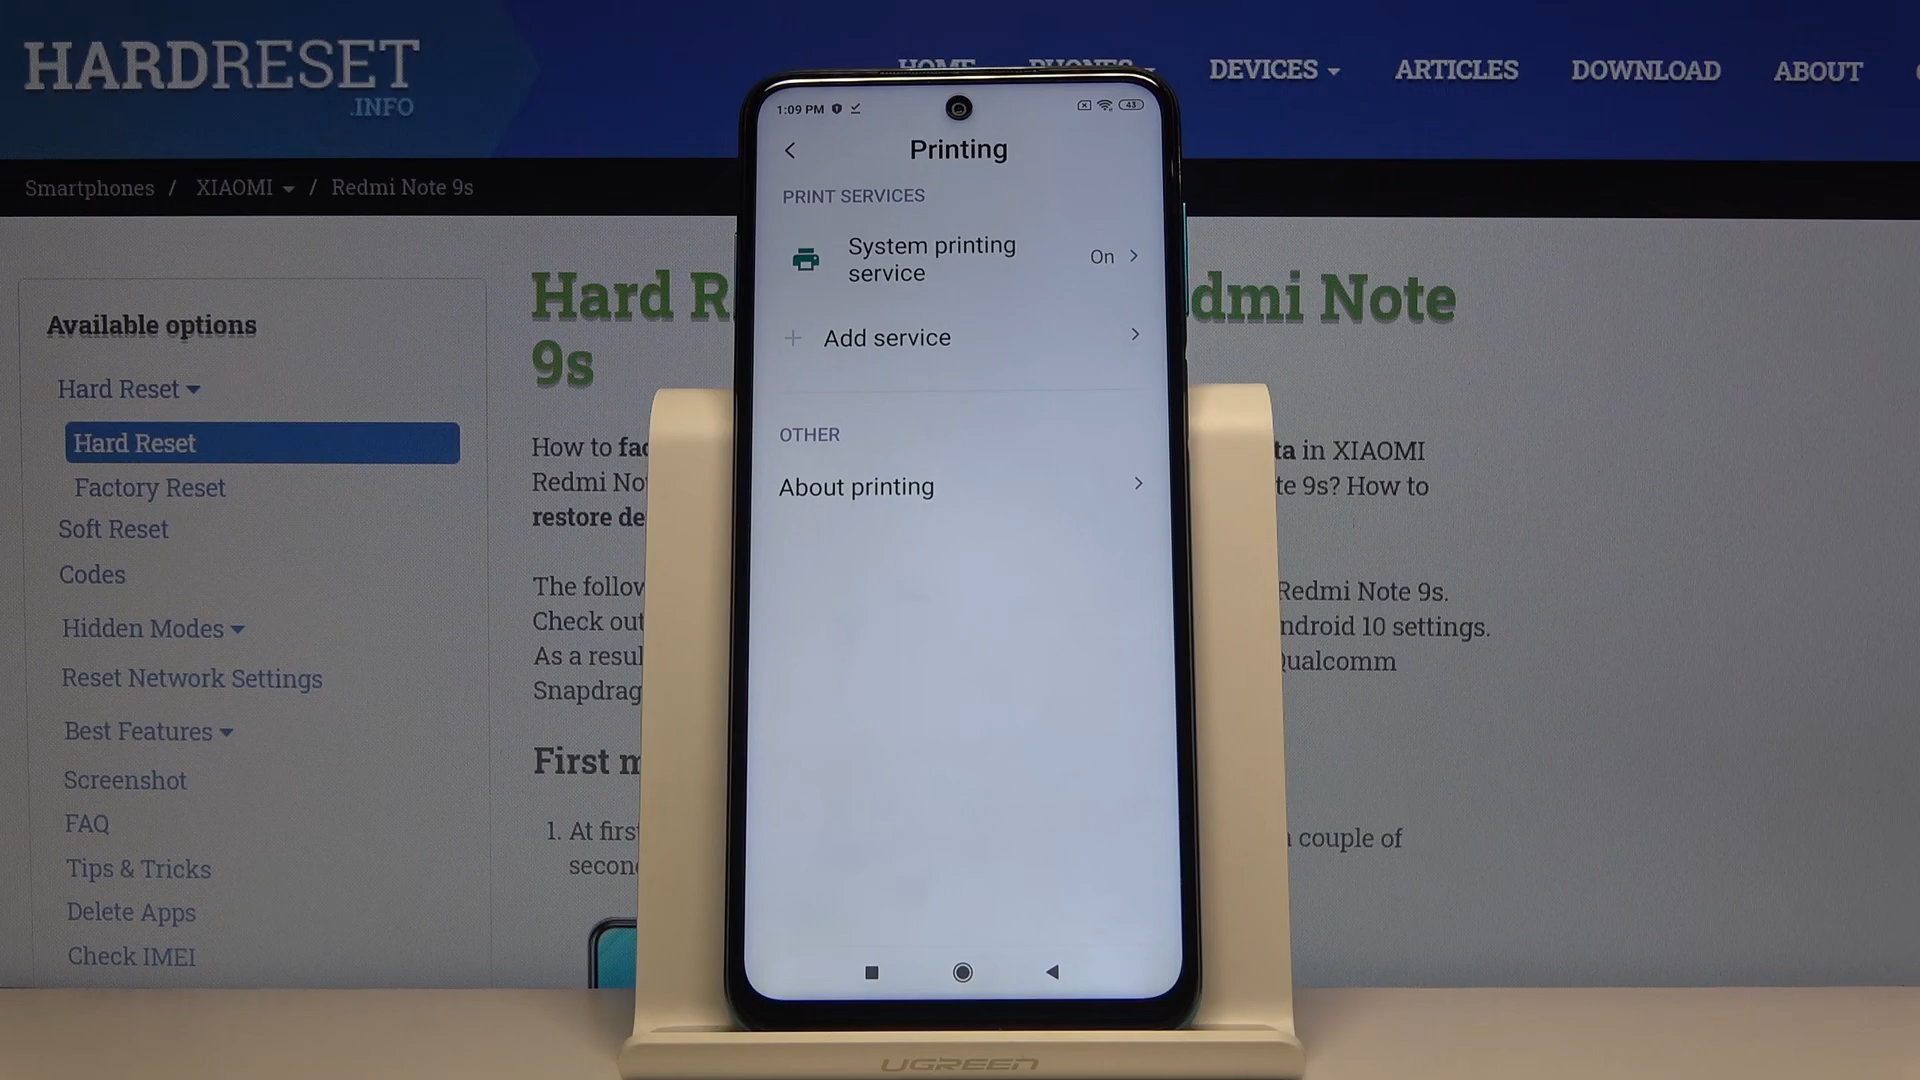 HARDRESET
.INFO
HOME PHONES DEVICES ARTICLES DOWNLOAD ABOUT
Smartphones / XIAOMI / Redmi Note 9s
Available options
Hard Reset
Hard Reset
Factory Reset
Soft Reset
Codes
Hidden Modes
Reset Network Settings
Best Features
Screenshot
FAQ
Tips & Tricks
Delete Apps
Check IMEI
Hard R dmi Note
9s
How to fac ta in XIAOMI
Redmi No te 9s? How to
restore de
The follow Redmi Note 9s.
Check out ndroid 10 settings.
As a resul Qualcomm
Snapdrag
First m
1. At firs a couple of
secon
1:09 PM
43
Printing
PRINT SERVICES
System printing
service
On
Add service
OTHER
About printing
UGREEN